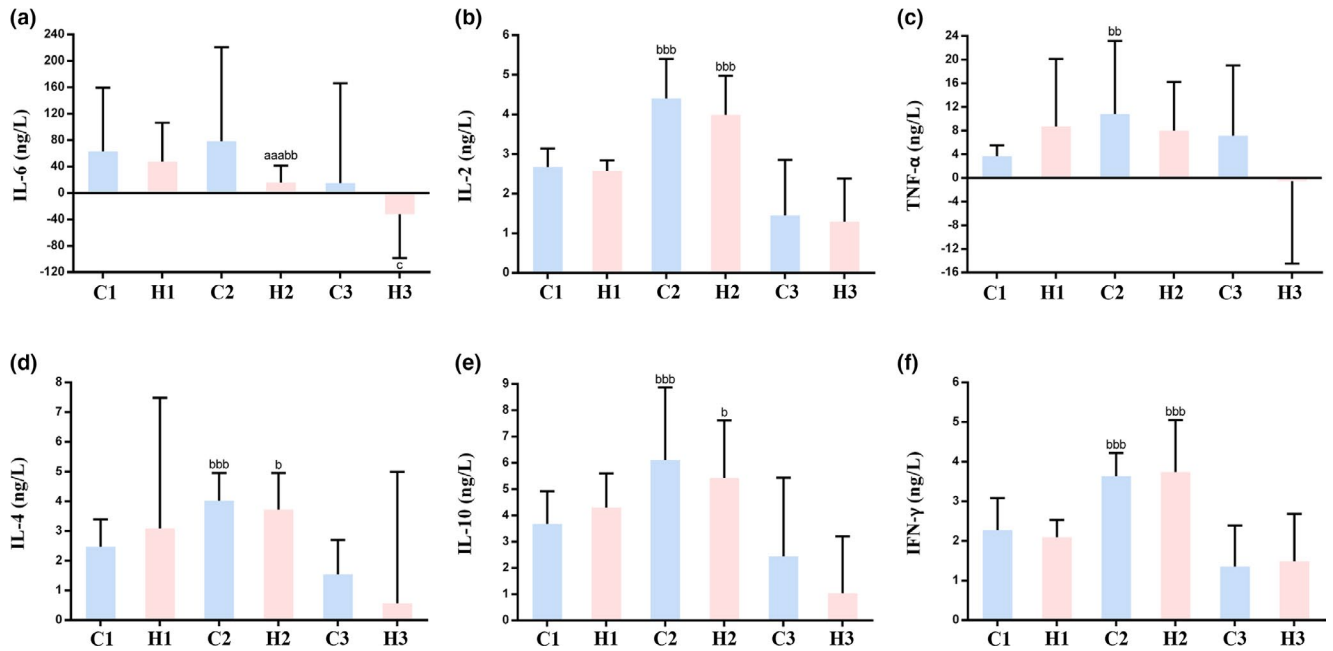 (a)
IL-6 (ng/L)
240
200
160
120
80
40
0
-40
-80
-120
aaabb
c
C1 H1 C2 H2 C3 H3
(b)
IL-2 (ng/L)
6
5
4
3
2
1
0
bbb
bbb
C1 H1 C2 H2 C3 H3
(c)
TNF-α (ng/L)
24
20
16
12
8
4
0
-4
-8
-12
-16
bb
C1 H1 C2 H2 C3 H3
(d)
IL-4 (ng/L)
8
7
6
5
4
3
2
1
0
bbb
b
C1 H1 C2 H2 C3 H3
(e)
IL-10 (ng/L)
9
8
7
6
5
4
3
2
1
0
bbb
b
C1 H1 C2 H2 C3 H3
(f)
IFN-γ (ng/L)
6
5
4
3
2
1
0
bbb
bbb
C1 H1 C2 H2 C3 H3